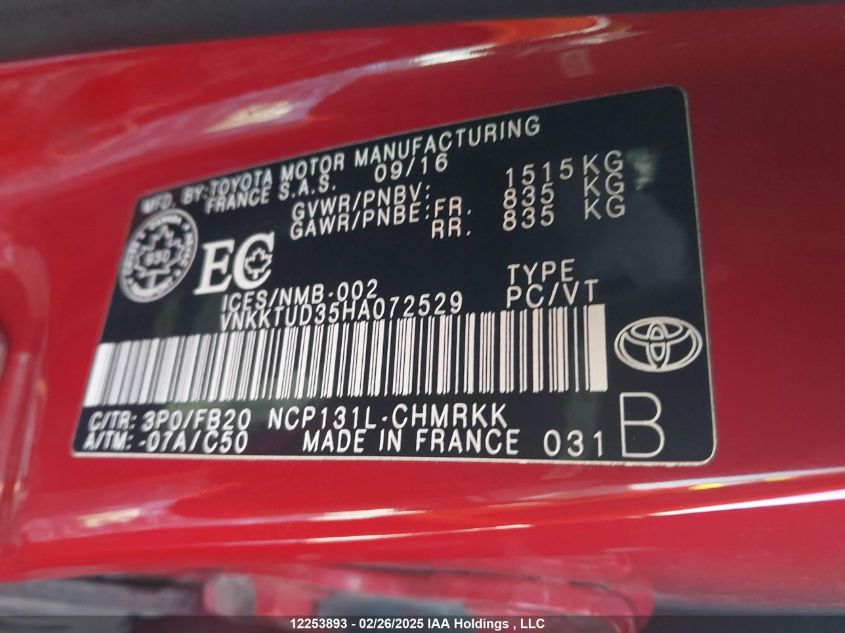 MFD. BY:TOYOTA MOTOR MANUFACTURING
FRANCE S.A.S. 09/16
GVWR/PNBV: 1515KG
GAWR/PNBE:FR. 835 KG
RR. 835 KG
930
EC
ICES/NMB-002
TYPE
VNKKTUD35HA072529
PC/VT
C/TR: 3P0/FB20 NCP131L-CHMRKK
A/TM: -07A/C50 MADE IN FRANCE 031 B
12253893 - 02/26/2025 IAA Holdings , LLC